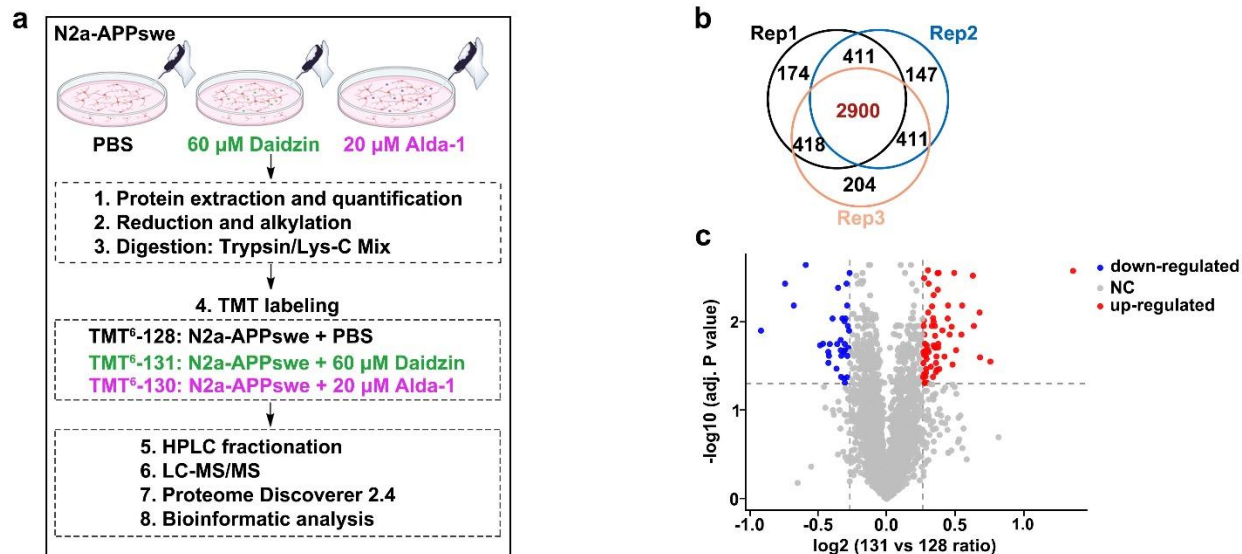 a
N2a-APPswe
PBS
60 µM Daidzin
20 µM Alda-1
1. Protein extraction and quantification
2. Reduction and alkylation
3. Digestion: Trypsin/Lys-C Mix
4. TMT labeling
TMT⁶-128: N2a-APPswe + PBS
TMT⁶-131: N2a-APPswe + 60 µM Daidzin
TMT⁶-130: N2a-APPswe + 20 µM Alda-1
5. HPLC fractionation
6. LC-MS/MS
7. Proteome Discoverer 2.4
8. Bioinformatic analysis
b
Rep1
Rep2
174
411
147
2900
418
411
204
Rep3
c
down-regulated
NC
up-regulated
-log10 (adj. P value)
2
1
0
-1.0
-0.5
0.0
0.5
1.0
log2 (131 vs 128 ratio)